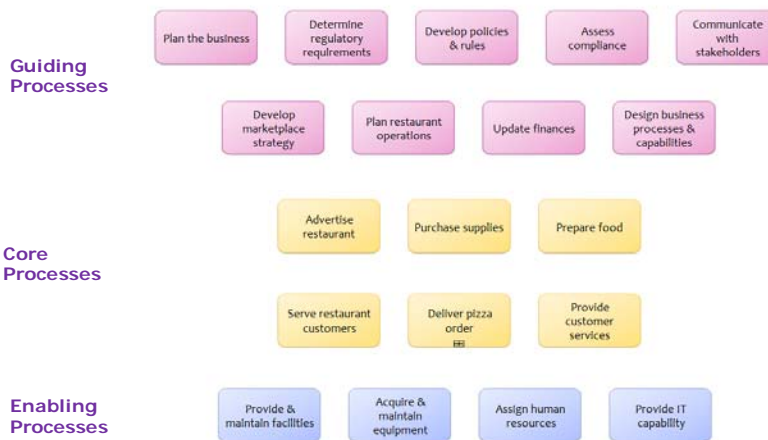 Plan the business
Determine
regulatory
requirements
Develop policies
& rules
Assess
compliance
Communicate
with
stakeholders
Guiding
Processes
Develop
marketplace
strategy
Plan restaurant
operations
Update finances
Design business
processes &
capabilities
Advertise
restaurant
Purchase supplies
Prepare food
Core
Processes
Serve restaurant
customers
Deliver pizza
order
Provide
customer
services
Enabling
Processes
Provide &
maintain facilities
Acquire &
maintain
equipment
Assign human
resources
Provide IT
capability